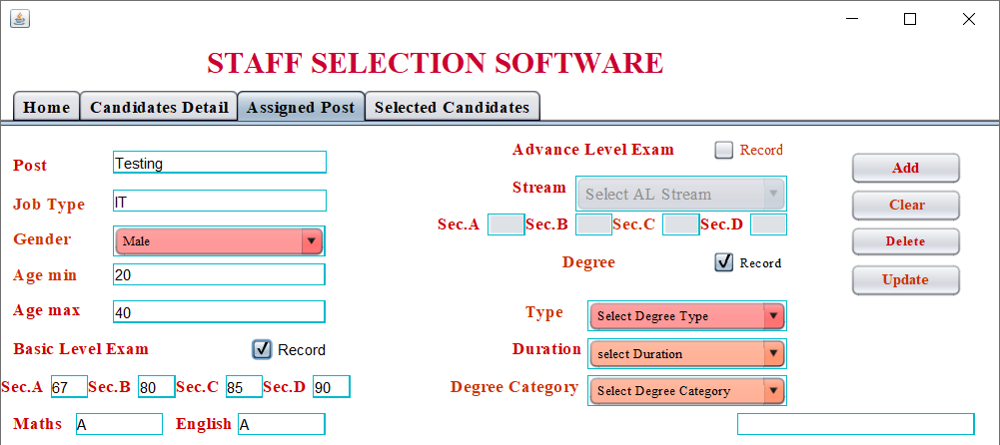 STAFF SELECTION SOFTWARE
Home Candidates Detail Assigned Post Selected Candidates
Post Testing
Job Type IT
Gender Male
Age min 20
Age max 40
Basic Level Exam Record
Sec.A 67 Sec.B 80 Sec.C 85 Sec.D 90
Maths A English A
Advance Level Exam Record
Stream Select AL Stream
Sec.A Sec.B Sec.C Sec.D
Degree Record
Type Select Degree Type
Duration select Duration
Degree Category Select Degree Category
Add
Clear
Delete
Update